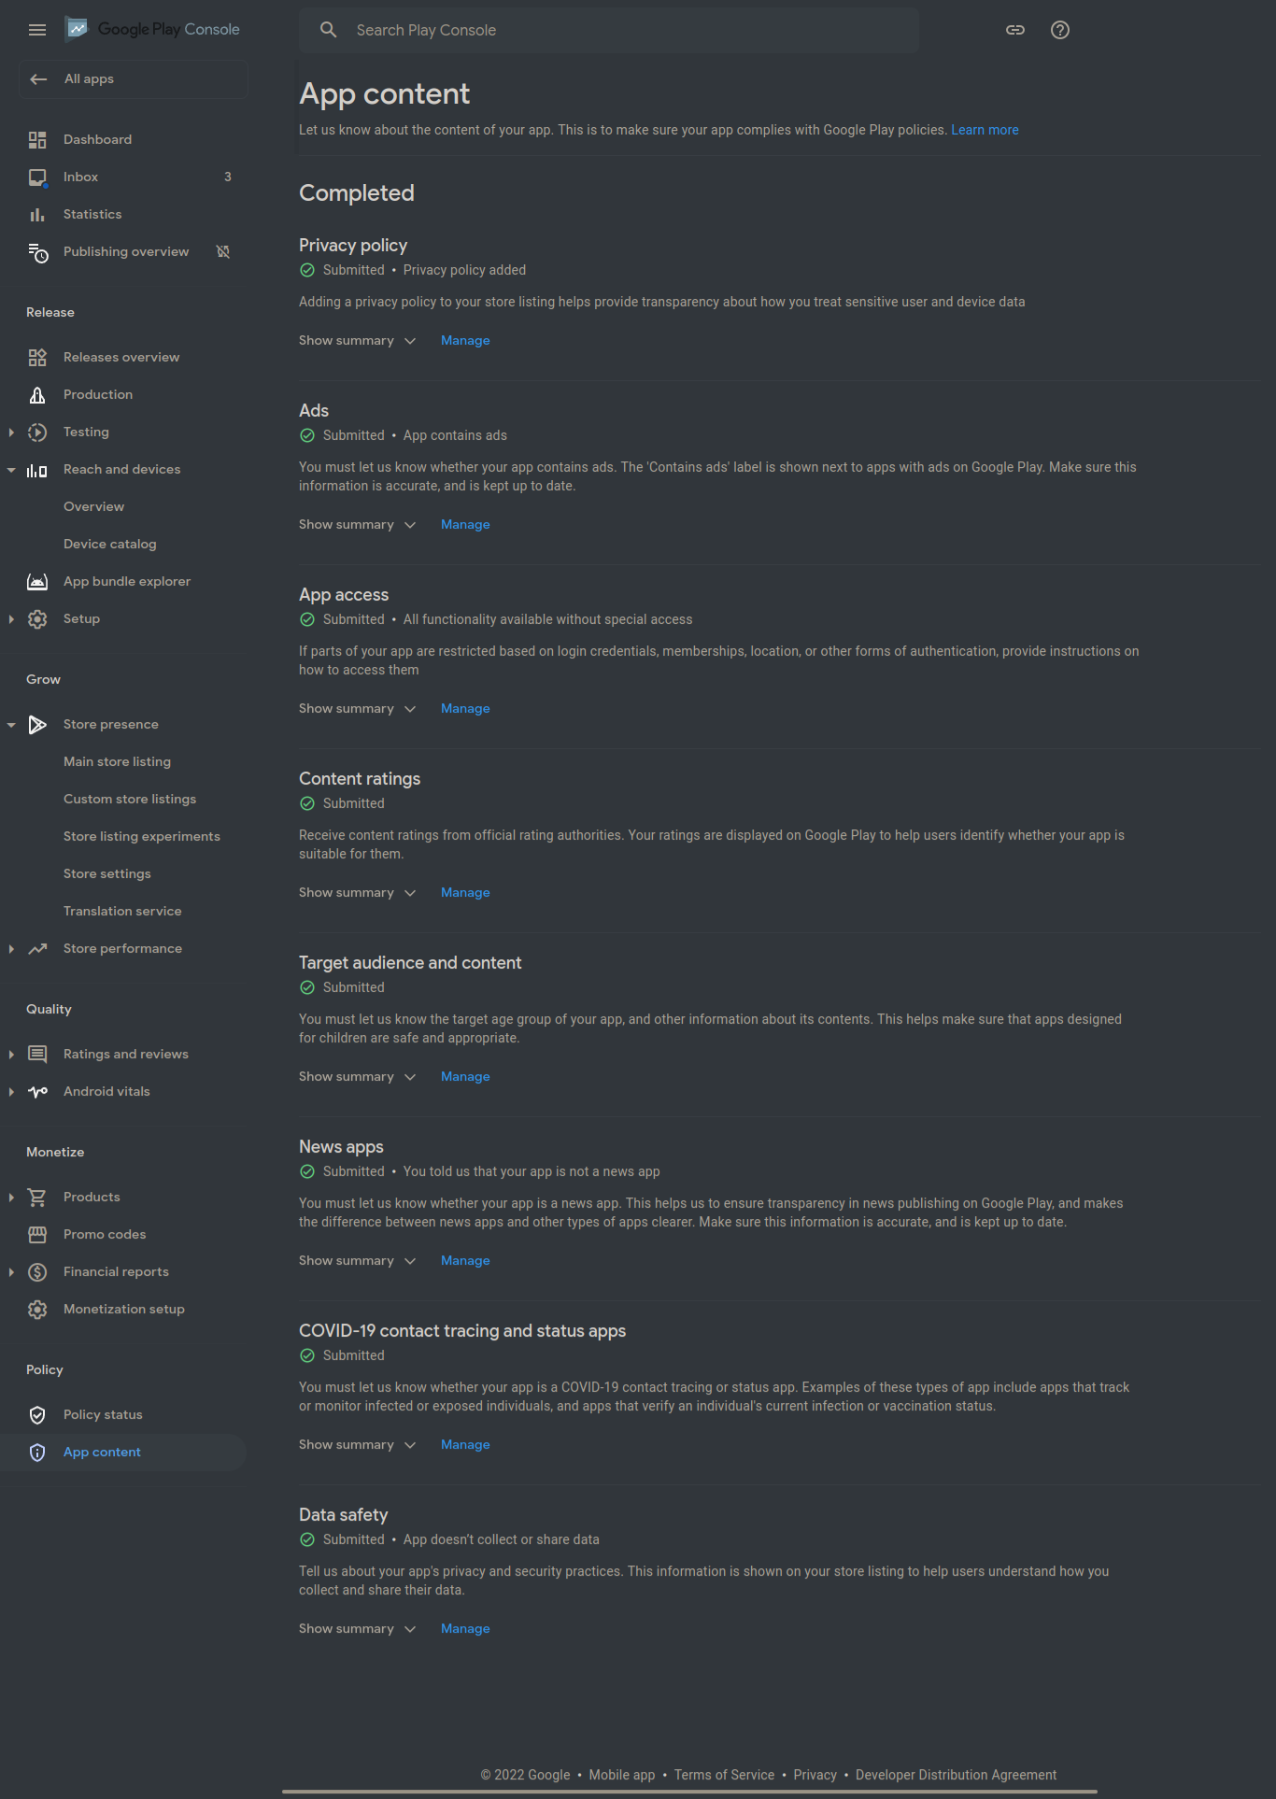 Google Play Console
Search Play Console
All apps
Dashboard
Inbox 3
Statistics
Publishing overview
Release
Releases overview
Production
Testing
Reach and devices
Overview
Device catalog
App bundle explorer
Setup
Grow
Store presence
Main store listing
Custom store listings
Store listing experiments
Store settings
Translation service
Store performance
Quality
Ratings and reviews
Android vitals
Monetize
Products
Promo codes
Financial reports
Monetization setup
Policy
Policy status
App content
App content
Let us know about the content of your app. This is to make sure your app complies with Google Play policies. Learn more
Completed
Privacy policy
Submitted • Privacy policy added
Adding a privacy policy to your store listing helps provide transparency about how you treat sensitive user and device data
Show summary Manage
Ads
Submitted • App contains ads
You must let us know whether your app contains ads. The 'Contains ads' label is shown next to apps with ads on Google Play. Make sure this
information is accurate, and is kept up to date.
Show summary Manage
App access
Submitted • All functionality available without special access
If parts of your app are restricted based on login credentials, memberships, location, or other forms of authentication, provide instructions on
how to access them
Show summary Manage
Content ratings
Submitted
Receive content ratings from official rating authorities. Your ratings are displayed on Google Play to help users identify whether your app is
suitable for them.
Show summary Manage
Target audience and content
Submitted
You must let us know the target age group of your app, and other information about its contents. This helps make sure that apps designed
for children are safe and appropriate.
Show summary Manage
News apps
Submitted • You told us that your app is not a news app
You must let us know whether your app is a news app. This helps us to ensure transparency in news publishing on Google Play, and makes
the difference between news apps and other types of apps clearer. Make sure this information is accurate, and is kept up to date.
Show summary Manage
COVID-19 contact tracing and status apps
Submitted
You must let us know whether your app is a COVID-19 contact tracing or status app. Examples of these types of app include apps that track
or monitor infected or exposed individuals, and apps that verify an individual's current infection or vaccination status.
Show summary Manage
Data safety
Submitted • App doesn't collect or share data
Tell us about your app's privacy and security practices. This information is shown on your store listing to help users understand how you
collect and share their data.
Show summary Manage
© 2022 Google • Mobile app • Terms of Service • Privacy • Developer Distribution Agreement